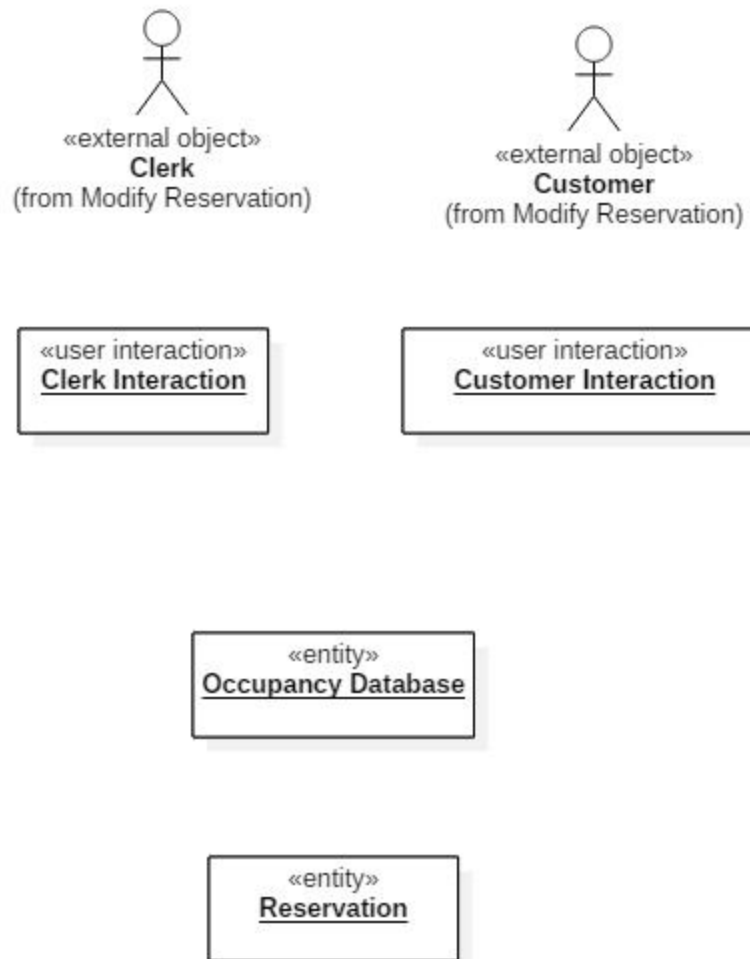 «external object»
Clerk
(from Modify Reservation)
«external object»
Customer
(from Modify Reservation)
«user interaction»
Clerk Interaction
«user interaction»
Customer Interaction
«entity»
Occupancy Database
«entity»
Reservation